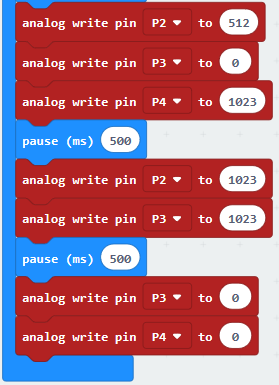 analog write pin P2 to 512
analog write pin P3 to 0
analog write pin P4 to 1023
pause (ms) 500
analog write pin P2 to 1023
analog write pin P3 to 1023
pause (ms) 500
analog write pin P3 to 0
analog write pin P4 to 0